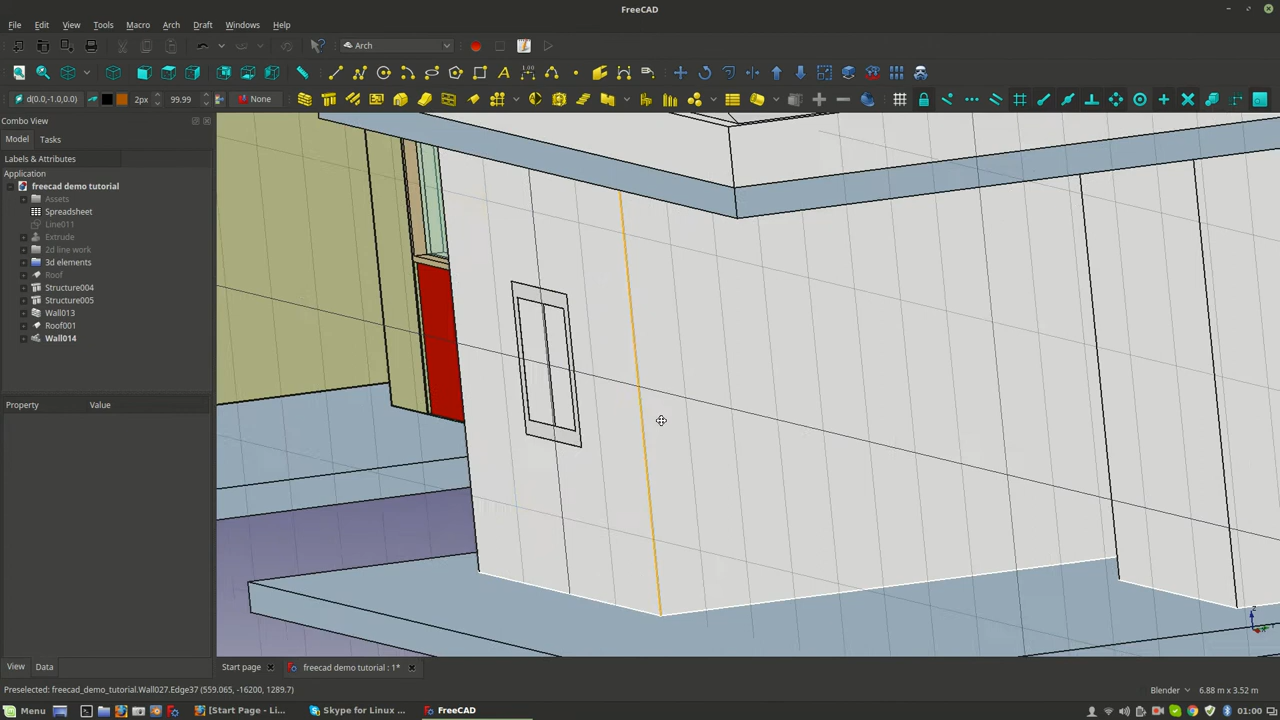 FreeCAD
File Edit View Tools Macro Arch Draft Windows Help
Arch
d(0.0,-1.0,0.0) 2px 99.99 None
Combo View
Model Tasks
Labels & Attributes
Application
freecad demo tutorial
Assets
Spreadsheet
Line011
Extrude
2d line work
3d elements
Roof
Structure004
Structure005
Wall013
Roof001
Wall014
Property Value
View Data
Start page freecad demo tutorial : 1*
Preselected: freecad_demo_tutorial.Wall027.Edge37 (559.065, -16200, 1289.7) Blender 6.88 m x 3.52 m
Menu [Start Page - Li... Skype for Linux ... FreeCAD 01:00